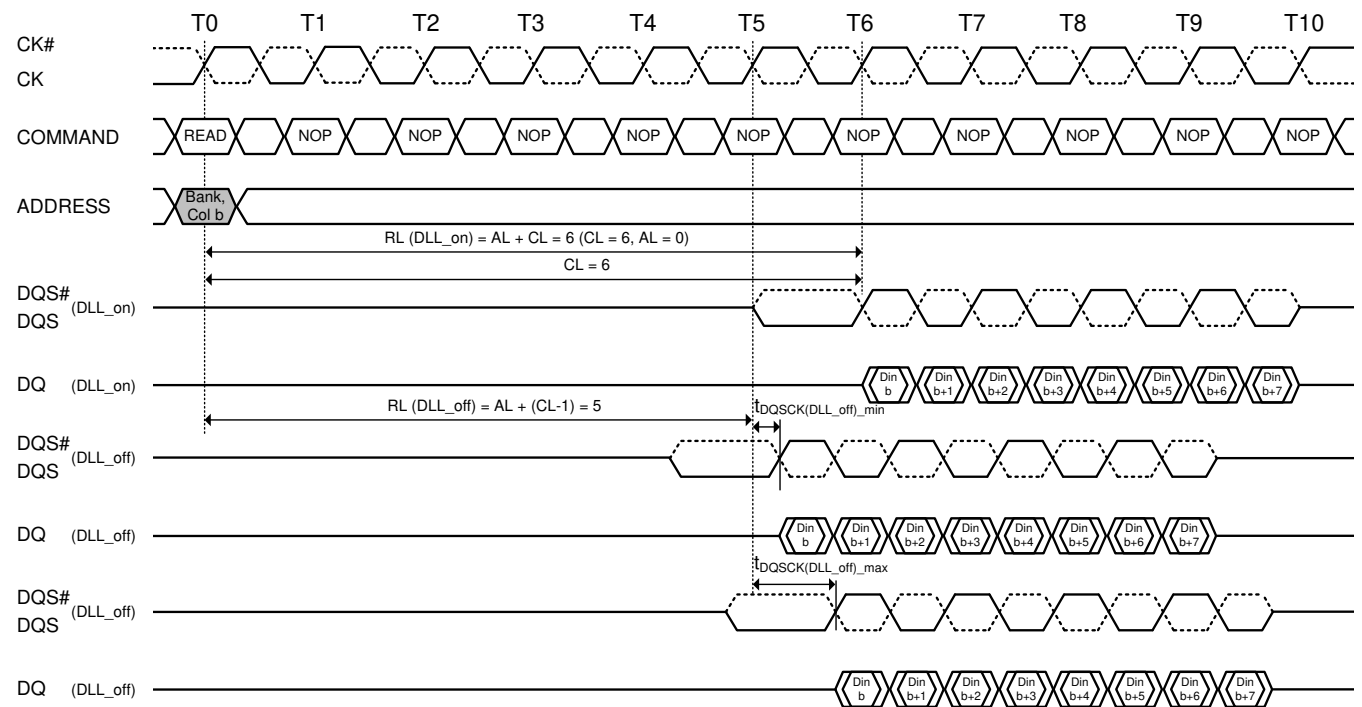 T0 T1 T2 T3 T4 T5 T6 T7 T8 T9 T10
CK#
CK
COMMAND READ NOP NOP NOP NOP NOP NOP NOP NOP NOP NOP
ADDRESS Bank, Col b
RL (DLL_on) = AL + CL = 6 (CL = 6, AL = 0)
CL = 6
DQS# (DLL_on)
DQS
DQ (DLL_on) Din b Din b+1 Din b+2 Din b+3 Din b+4 Din b+5 Din b+6 Din b+7
RL (DLL_off) = AL + (CL-1) = 5 tDQSCK(DLL_off)_min
DQS# (DLL_off)
DQS
DQ (DLL_off) Din b Din b+1 Din b+2 Din b+3 Din b+4 Din b+5 Din b+6 Din b+7
tDQSCK(DLL_off)_max
DQS# (DLL_off)
DQS
DQ (DLL_off) Din b Din b+1 Din b+2 Din b+3 Din b+4 Din b+5 Din b+6 Din b+7